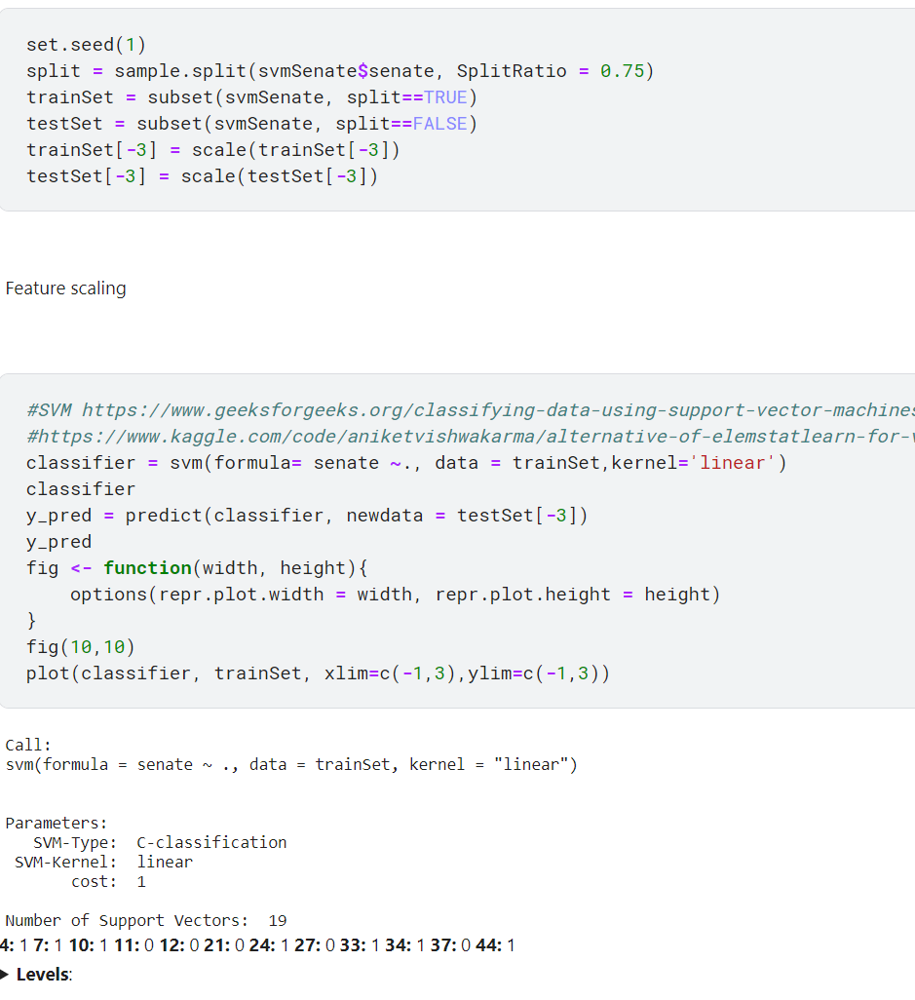 set.seed(1)
split = sample.split(svmSenate$senate, SplitRatio = 0.75)
trainSet = subset(svmSenate, split==TRUE)
testSet = subset(svmSenate, split==FALSE)
trainSet[-3] = scale(trainSet[-3])
testSet[-3] = scale(testSet[-3])
Feature scaling
#SVM https://www.geeksforgeeks.org/classifying-data-using-support-vector-machines
#https://www.kaggle.com/code/aniketvishwakarma/alternative-of-elemstatlearn-for-v
classifier = svm(formula= senate ~., data = trainSet,kernel='linear')
classifier
y_pred = predict(classifier, newdata = testSet[-3])
y_pred
fig <- function(width, height){
    options(repr.plot.width = width, repr.plot.height = height)
}
fig(10,10)
plot(classifier, trainSet, xlim=c(-1,3),ylim=c(-1,3))
Call:
svm(formula = senate ~ ., data = trainSet, kernel = "linear")
Parameters:
   SVM-Type:  C-classification
 SVM-Kernel:  linear
       cost:  1
Number of Support Vectors:  19
4: 1 7: 1 10: 1 11: 0 12: 0 21: 0 24: 1 27: 0 33: 1 34: 1 37: 0 44: 1
▶ Levels: